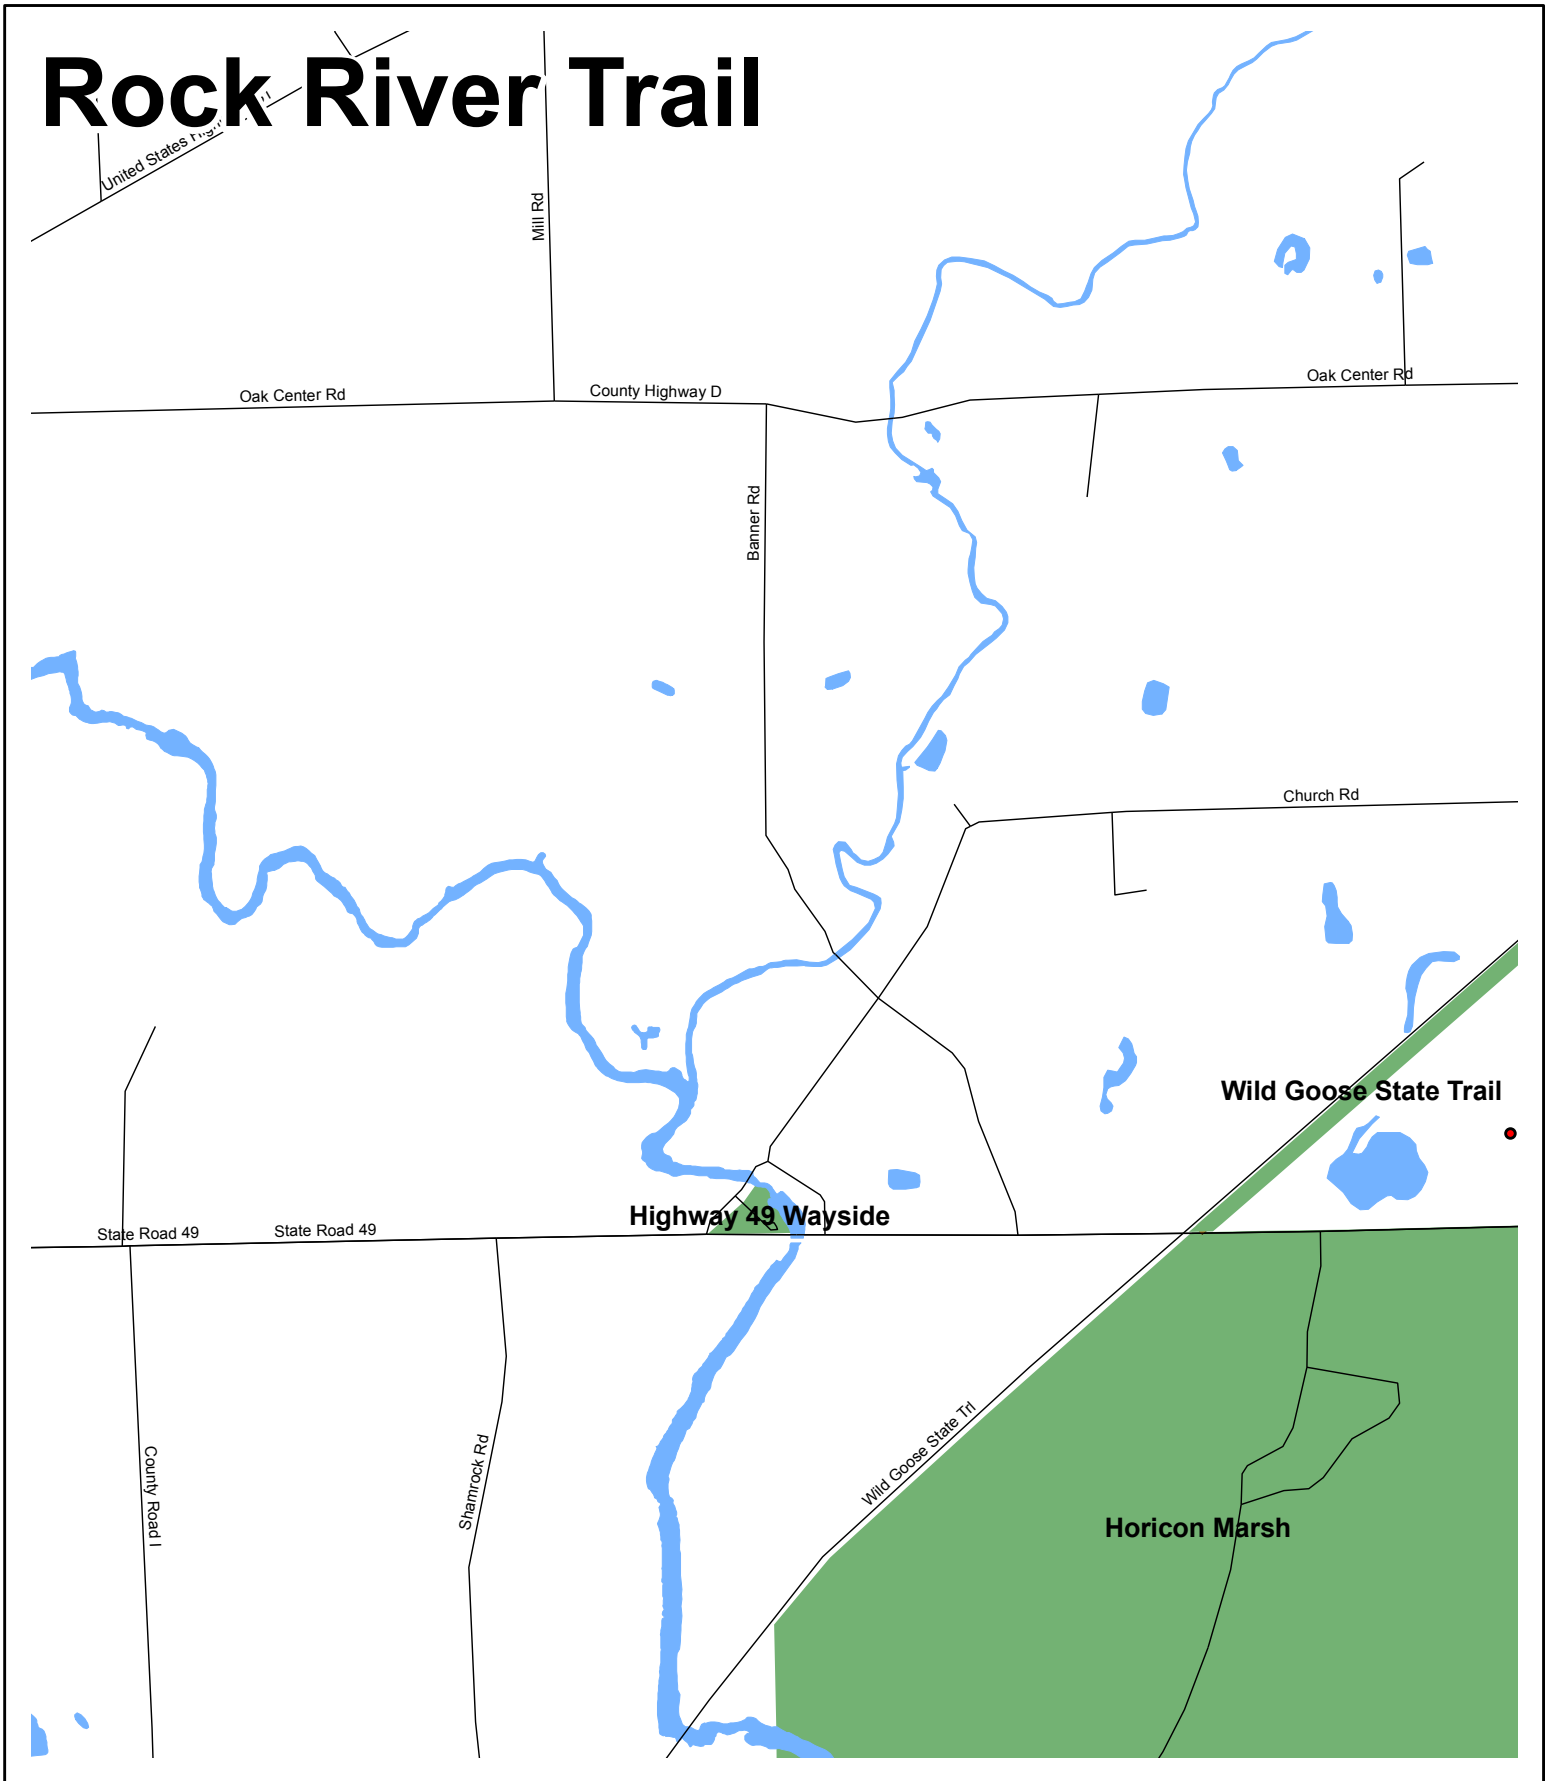 Rock River Trail
United States High
Mill Rd
Oak Center Rd
County Highway D
Oak Center Rd
Banner Rd
Church Rd
Wild Goose State Trail
Highway 49 Wayside
State Road 49
State Road 49
County Road I
Shamrock Rd
Wild Goose State Trl
Horicon Marsh